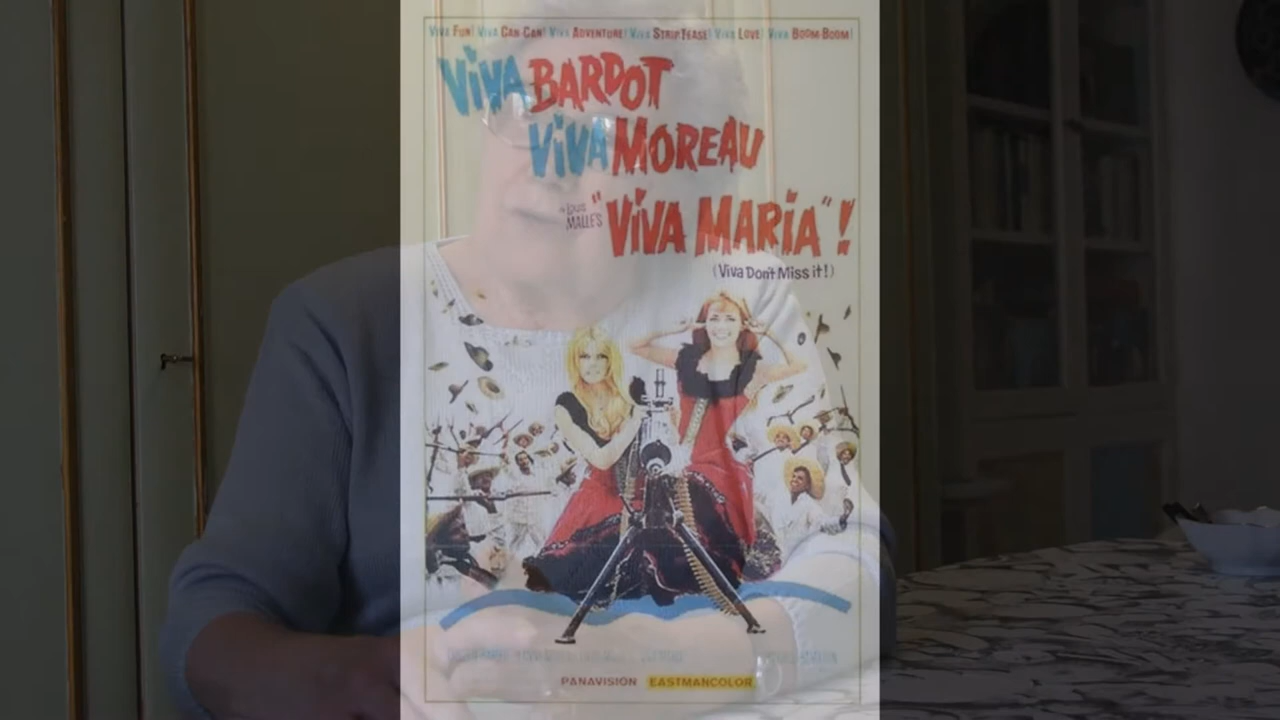 VIVA FUN! VIVA CAN-CAN! VIVA ADVENTURE! VIVA STRIPTEASE! VIVA LOVE! VIVA BOOM-BOOM!
VIVA BARDOT
VIVA MOREAU
LOUIS
MALLE'S
"VIVA MARIA"!
(Viva Don't Miss it!)
PANAVISION EASTMANCOLOR